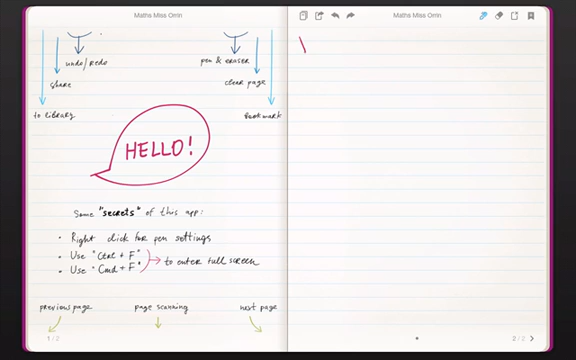 Maths Miss Orrin
Maths Miss Orrin
undo/redo
pen & eraser
share
clear page
to library
bookmark
HELLO!
Some "secrets" of this app:
· Right click for pen settings
· Use "Ctrl + F"
· Use "Cmd + F"
to enter full screen
previous page
page scanning
next page
1 / 2
2 / 2